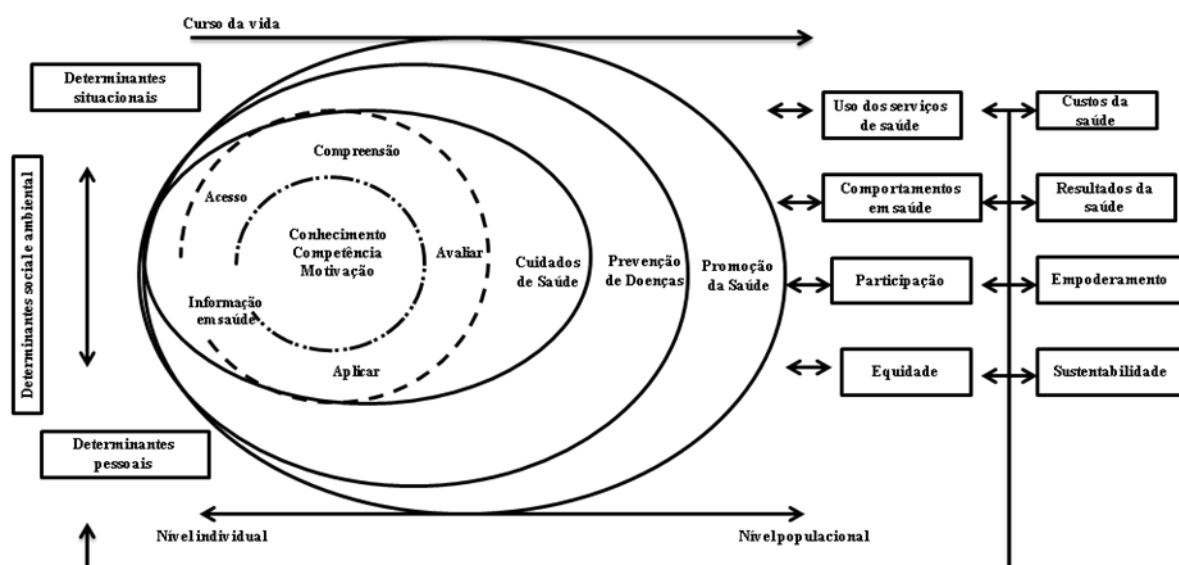 Curso da vida
Determinantes
situacionais
Determinantes social e ambiental
Determinantes
pessoais
Compreensão
Acesso
Conhecimento
Competência
Motivação
Avaliar
Informação
em saúde
Aplicar
Cuidados
de Saúde
Prevenção
de Doenças
Promoção
da Saúde
Nível individual
Nível populacional
Uso dos serviços
de saúde
Custos da
saúde
Comportamentos
em saúde
Resultados da
saúde
Participação
Empoderamento
Equidade
Sustentabilidade